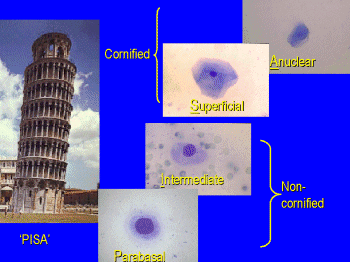 Cornified
Anuclear
Superficial
Intermediate
Non-
cornified
'PISA'
Parabasal